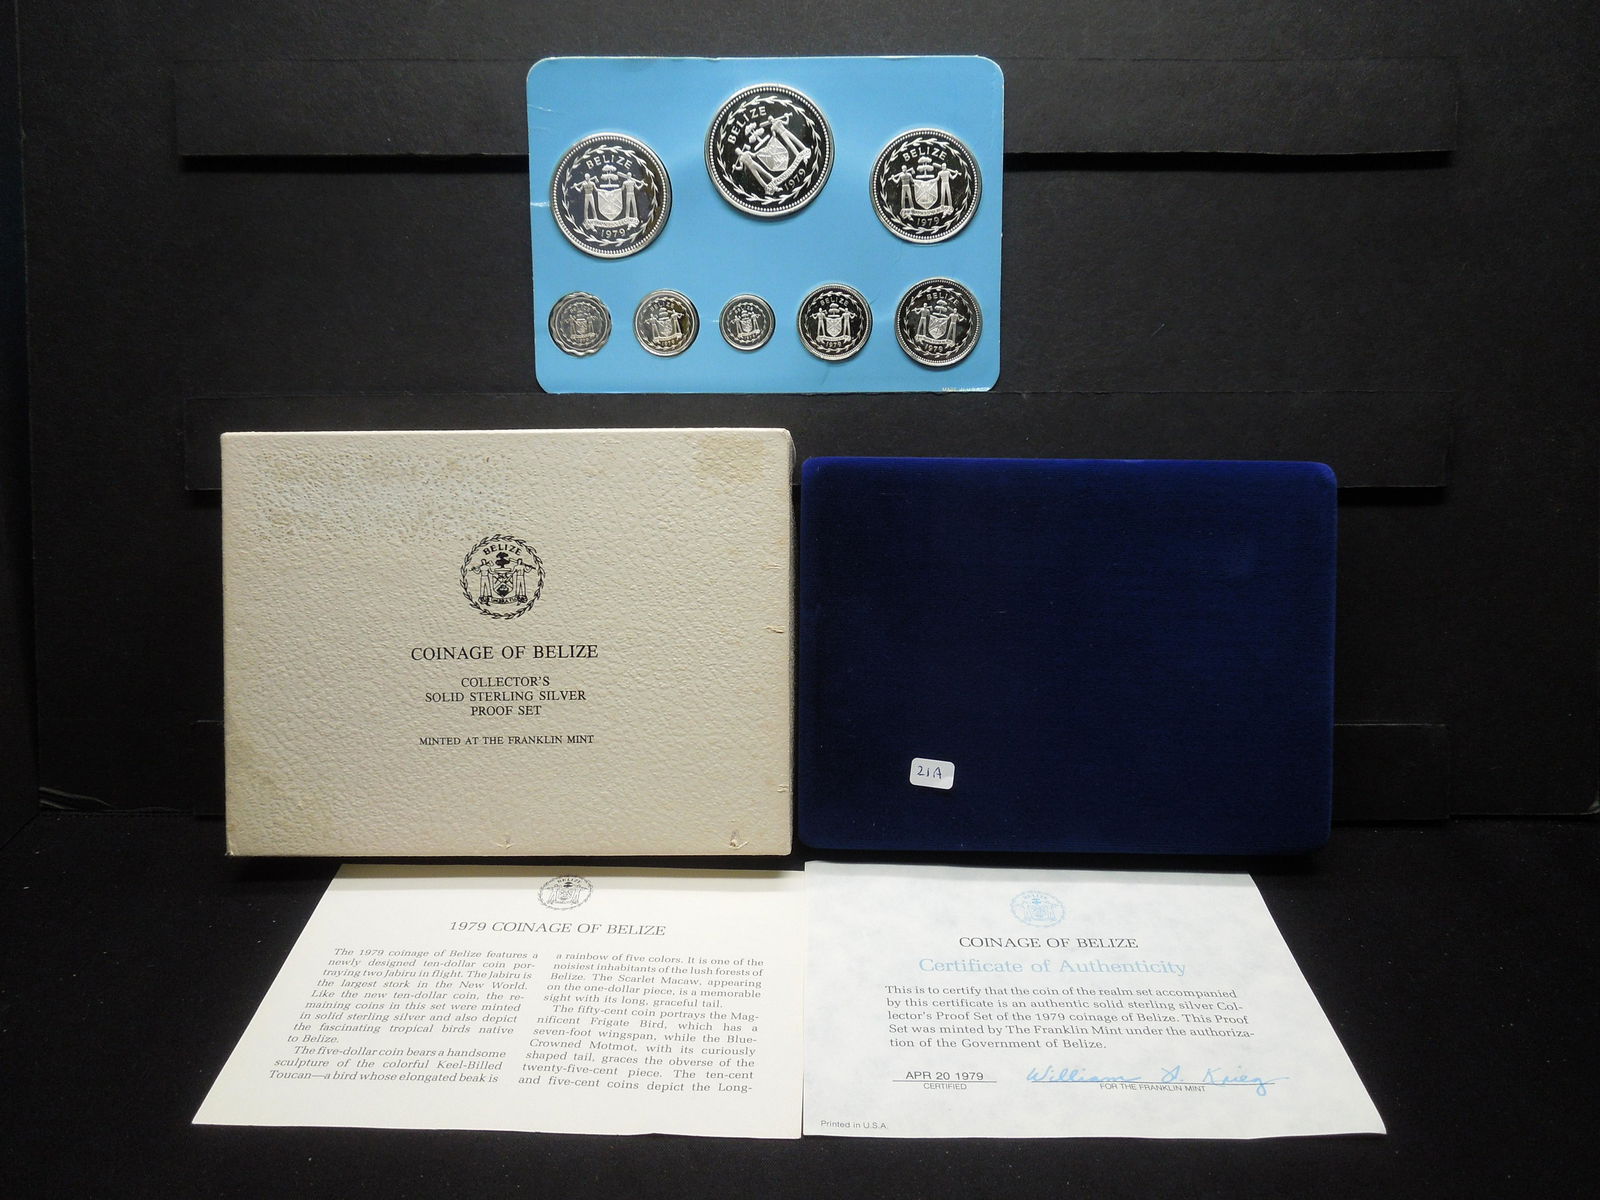 BELIZE
1979
BELIZE
1979
BELIZE
1979
BELIZE
1979
BELIZE
1979
BELIZE
1979
BELIZE
COINAGE OF BELIZE
COLLECTOR'S
SOLID STERLING SILVER
PROOF SET
MINTED AT THE FRANKLIN MINT
21A
BELIZE
1979 COINAGE OF BELIZE
The 1979 coinage of Belize features a
newly designed ten-dollar coin por-
traying two Jabiru in flight. The Jabiru is
the largest stork in the New World.
Like the new ten-dollar coin, the re-
maining coins in this set were minted
in solid sterling silver and also depict
the fascinating tropical birds native
to Belize.
The five-dollar coin bears a handsome
sculpture of the colorful Keel-Billed
Toucan—a bird whose elongated beak is
a rainbow of five colors. It is one of the
noisiest inhabitants of the lush forests of
Belize. The Scarlet Macaw, appearing
on the one-dollar piece, is a memorable
sight with its long, graceful tail.
The fifty-cent coin portrays the Mag-
nificent Frigate Bird, which has a
seven-foot wingspan, while the Blue-
Crowned Motmot, with its curiously
shaped tail, graces the obverse of the
twenty-five-cent piece. The ten-cent
and five-cent coins depict the Long-
COINAGE OF BELIZE
Certificate of Authenticity
This is to certify that the coin of the realm set accompanied
by this certificate is an authentic solid sterling silver Col-
lector's Proof Set of the 1979 coinage of Belize. This Proof
Set was minted by The Franklin Mint under the authoriza-
tion of the Government of Belize.
APR 20 1979
CERTIFIED
William S. Krieg
FOR THE FRANKLIN MINT
Printed in U.S.A.